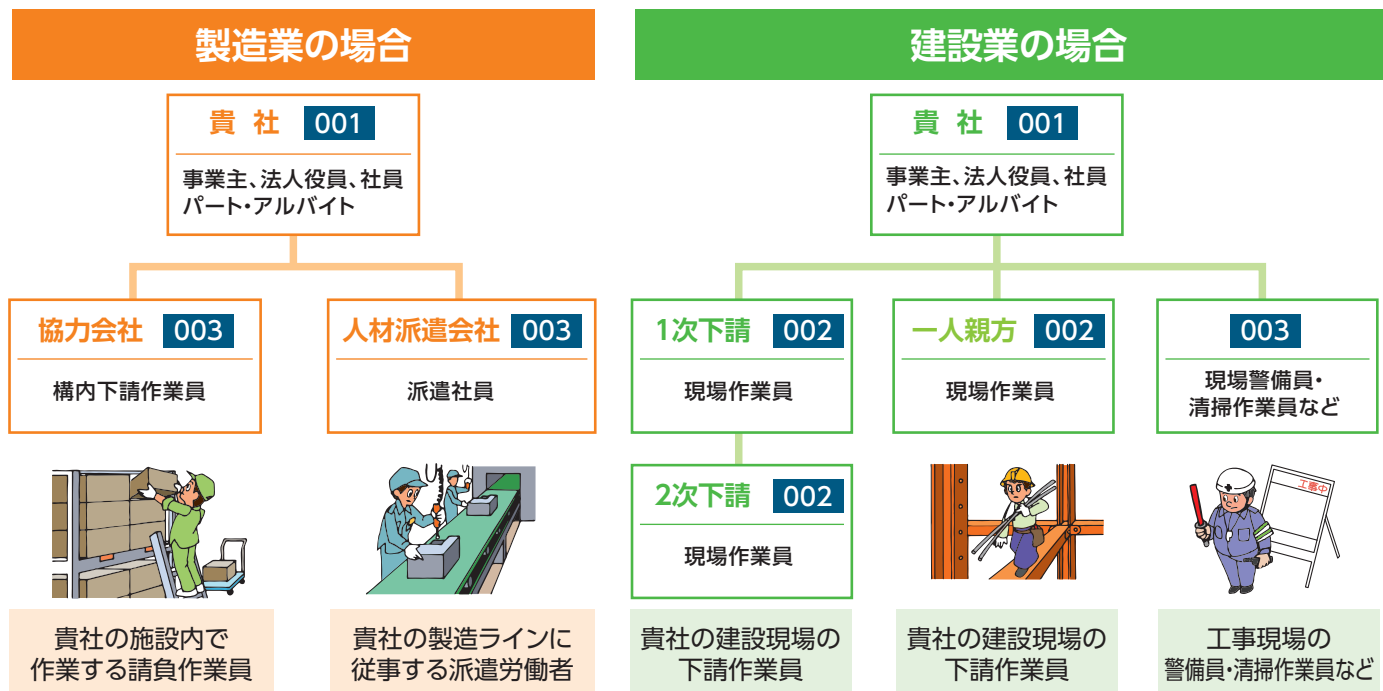 製造業の場合
貴 社 001
事業主、法人役員、社員
パート・アルバイト
協力会社 003
構内下請作業員
人材派遣会社 003
派遣社員
貴社の施設内で
作業する請負作業員
貴社の製造ラインに
従事する派遣労働者
建設業の場合
貴 社 001
事業主、法人役員、社員
パート・アルバイト
1次下請 002
現場作業員
一人親方 002
現場作業員
003
現場警備員・
清掃作業員など
2次下請 002
現場作業員
工事中
貴社の建設現場の
下請作業員
貴社の建設現場の
下請作業員
工事現場の
警備員・清掃作業員など